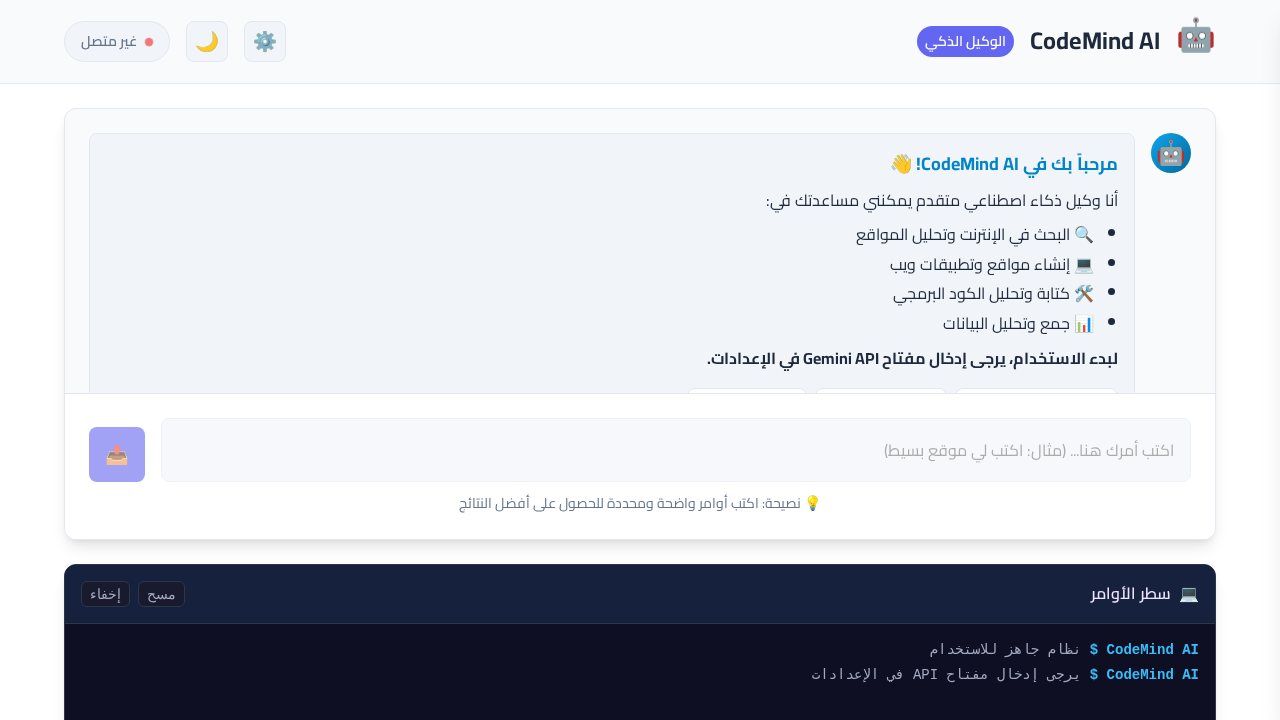 CodeMind AI
الوكيل الذكي
غير متصل
مرحباً بك في CodeMind AI! 👋
أنا وكيل ذكاء اصطناعي متقدم يمكنني مساعدتك في:
🔍 البحث في الإنترنت وتحليل المواقع
💻 إنشاء مواقع وتطبيقات ويب
🛠️ كتابة وتحليل الكود البرمجي
📊 جمع وتحليل البيانات
لبدء الاستخدام، يرجى إدخال مفتاح Gemini API في الإعدادات.
اكتب أمرك هنا... (مثال: اكتب لي موقع بسيط)
💡 نصيحة: اكتب أوامر واضحة ومحددة للحصول على أفضل النتائج
💻 سطر الأوامر
مسح
إخفاء
CodeMind AI $ نظام جاهز للاستخدام
CodeMind AI $ يرجى إدخال مفتاح API في الإعدادات